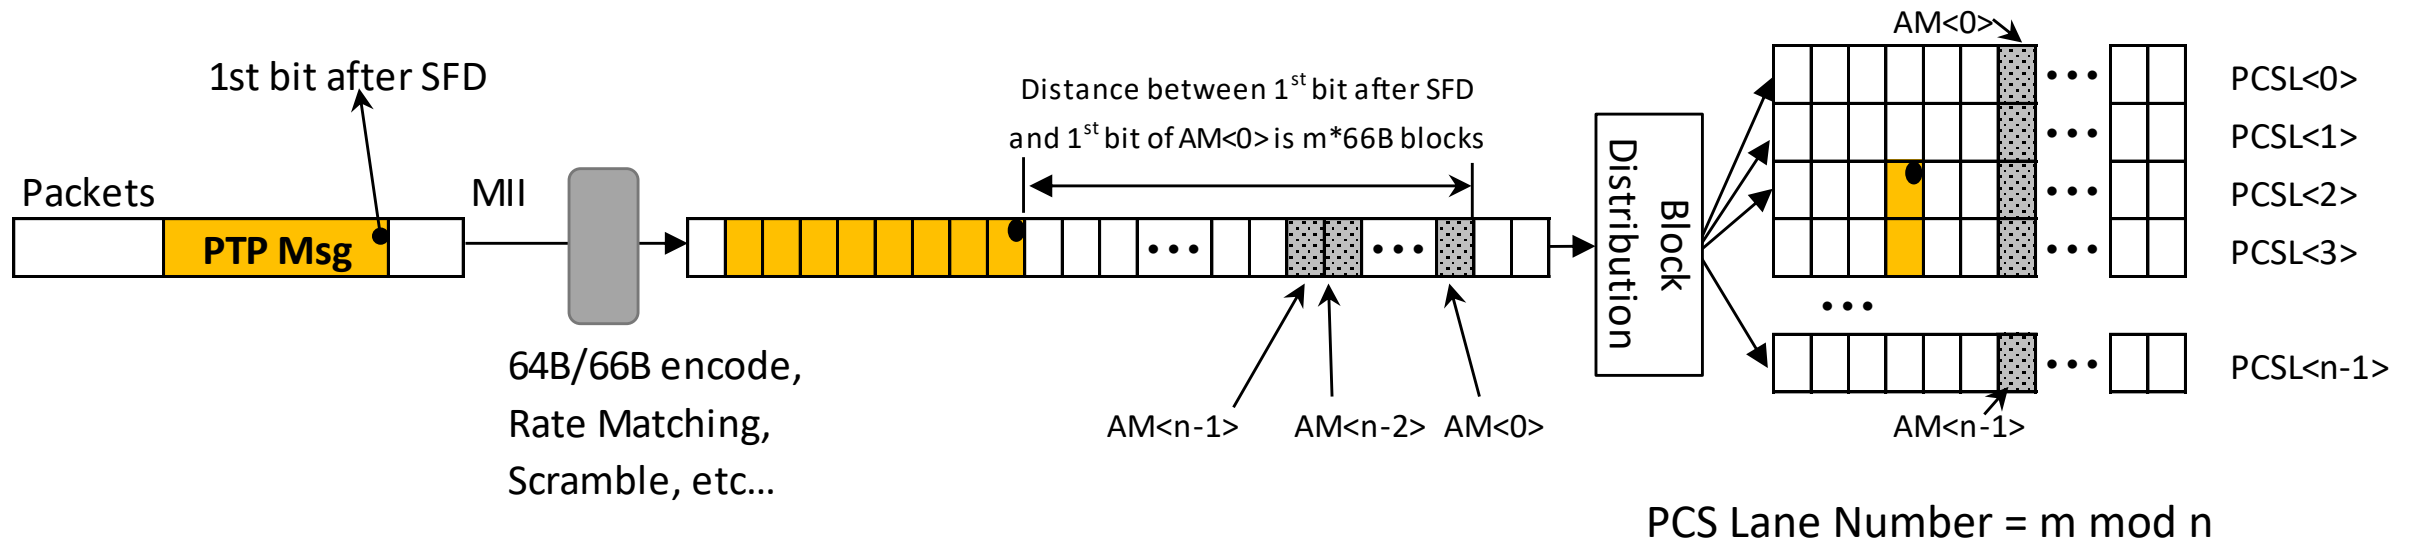 1st bit after SFD
Packets
PTP Msg
MII
64B/66B encode,
Rate Matching,
Scramble, etc...
Distance between 1st bit after SFD
and 1st bit of AM<0> is m*66B blocks
•••
•••
AM<n-1>
AM<n-2>
AM<0>
Block
Distribution
AM<0>
••• PCSL<0>
••• PCSL<1>
••• PCSL<2>
••• PCSL<3>
•••
••• PCSL<n-1>
AM<n-1>
PCS Lane Number = m mod n